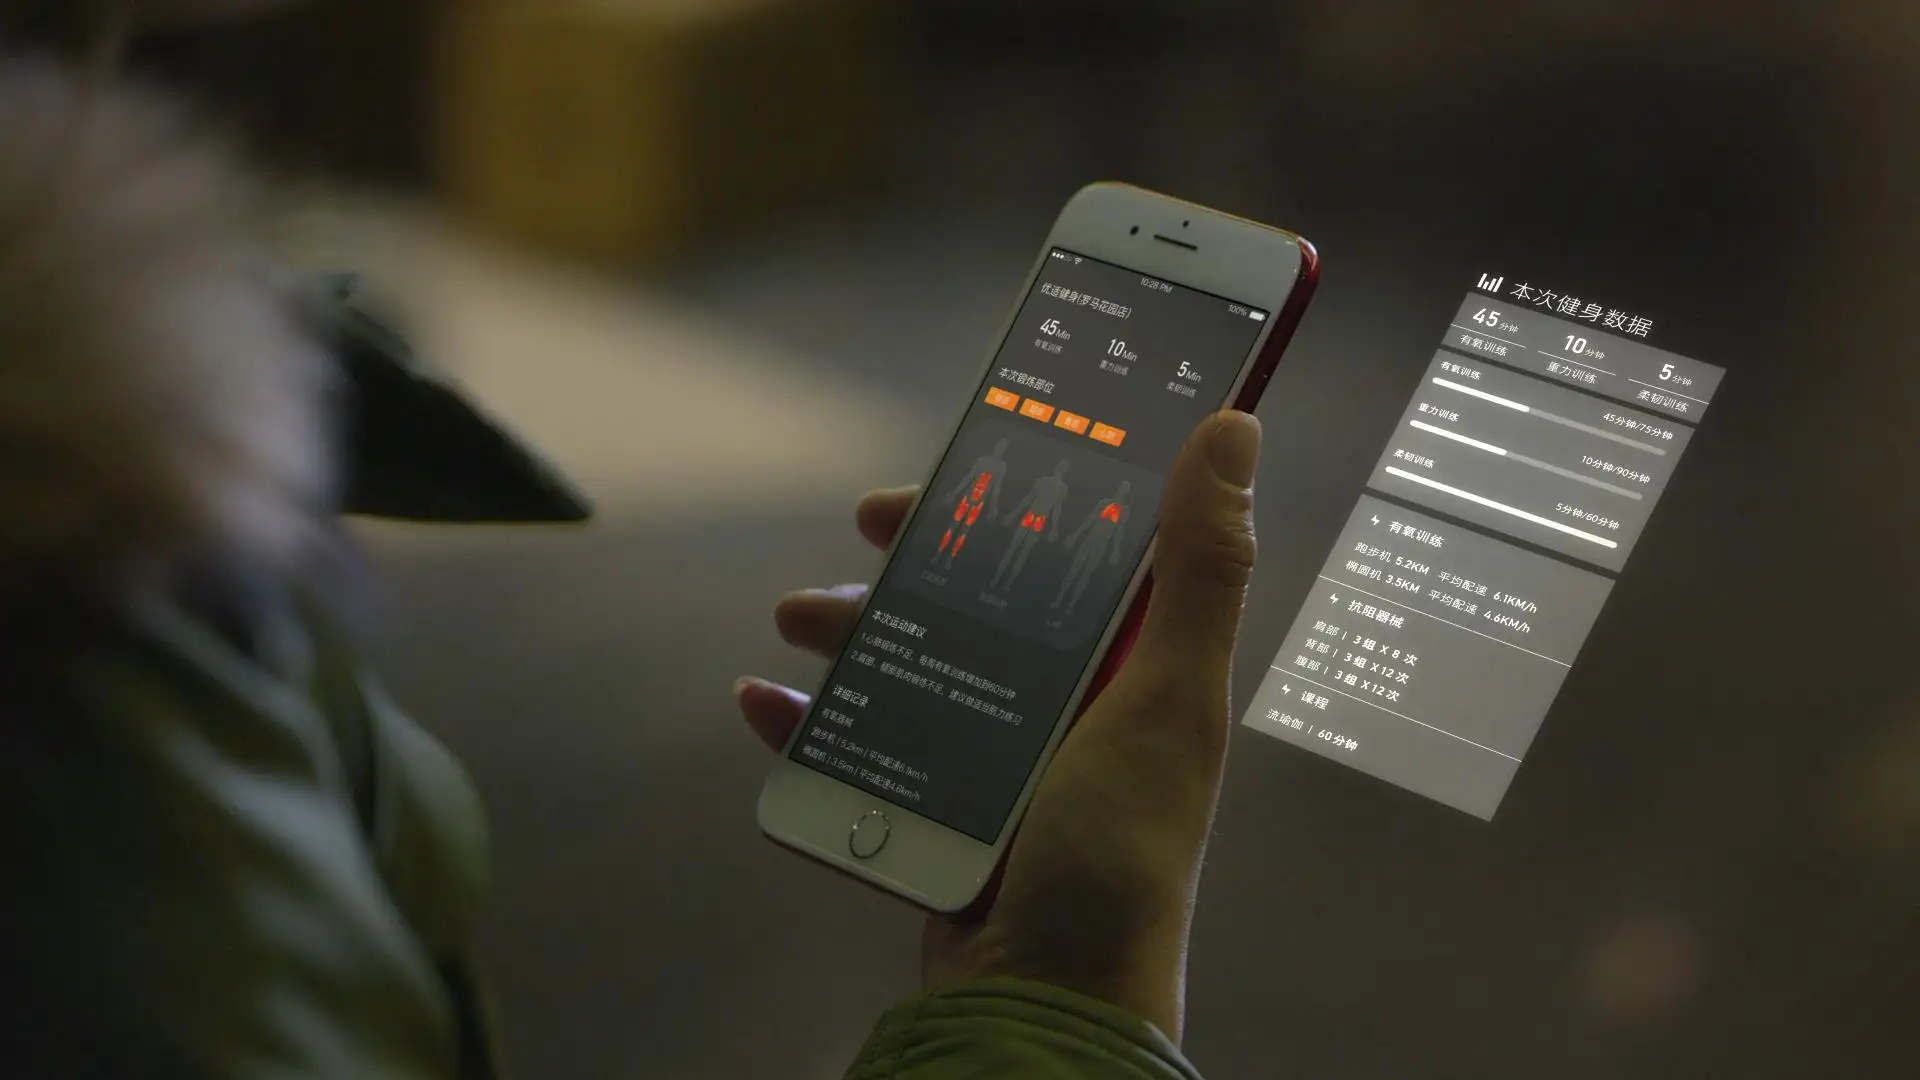 10:28 PM
100%
优适健身(罗马花园店)
45Min
有氧训练
10Min
重力训练
5Min
柔韧训练
本次锻炼部位
心肺
本次运动建议
1.心肺锻炼不足，每周有氧训练增加到60分钟
2.肩部、腿部肌肉锻炼不足，建议做适当肌力练习
详细记录
有氧器械
跑步机 | 5.2km | 平均配速6.1km/h
椭圆机 | 3.5km | 平均配速4.6km/h
本次健身数据
45分钟
有氧训练
10分钟
重力训练
5分钟
柔韧训练
有氧训练
45分钟/75分钟
重力训练
10分钟/90分钟
柔韧训练
5分钟/60分钟
有氧训练
跑步机 5.2KM 平均配速 6.1KM/h
椭圆机 3.5KM 平均配速 4.6KM/h
抗阻器械
肩部 | 3 组 X 8 次
背部 | 3 组 X 12 次
腹部 | 3 组 X 12 次
课程
流瑜伽 | 60分钟